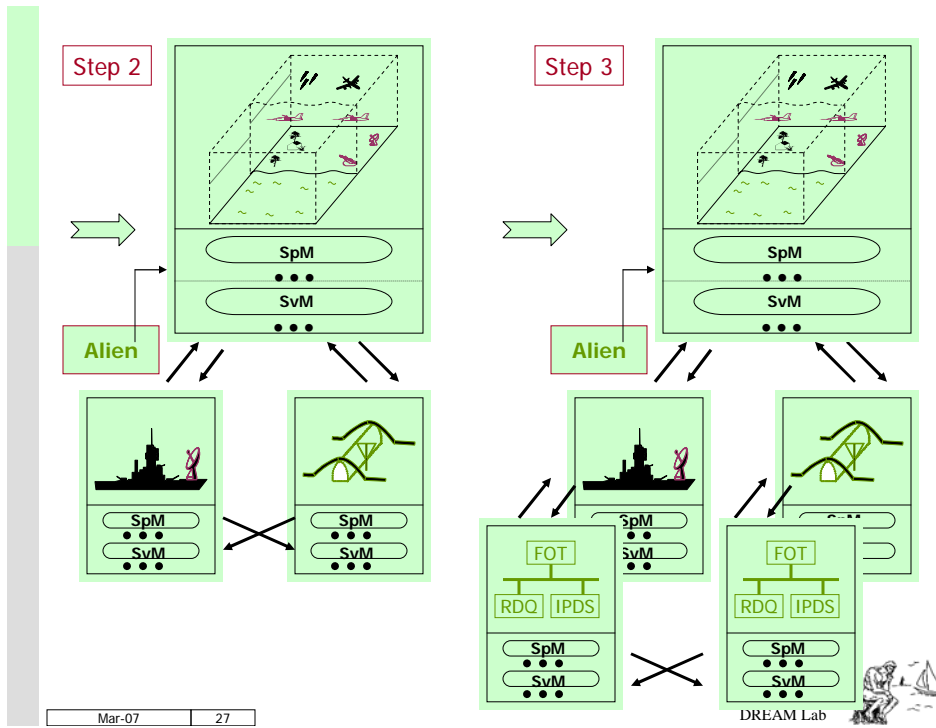 Step 2
SpM
SvM
Alien
SpM
SvM
SpM
SvM
Step 3
SpM
SvM
Alien
SpM
SvM
FOT
RDQ IPDS
SpM
SvM
FOT
RDQ IPDS
SpM
SvM
Mar-07 27
DREAM Lab